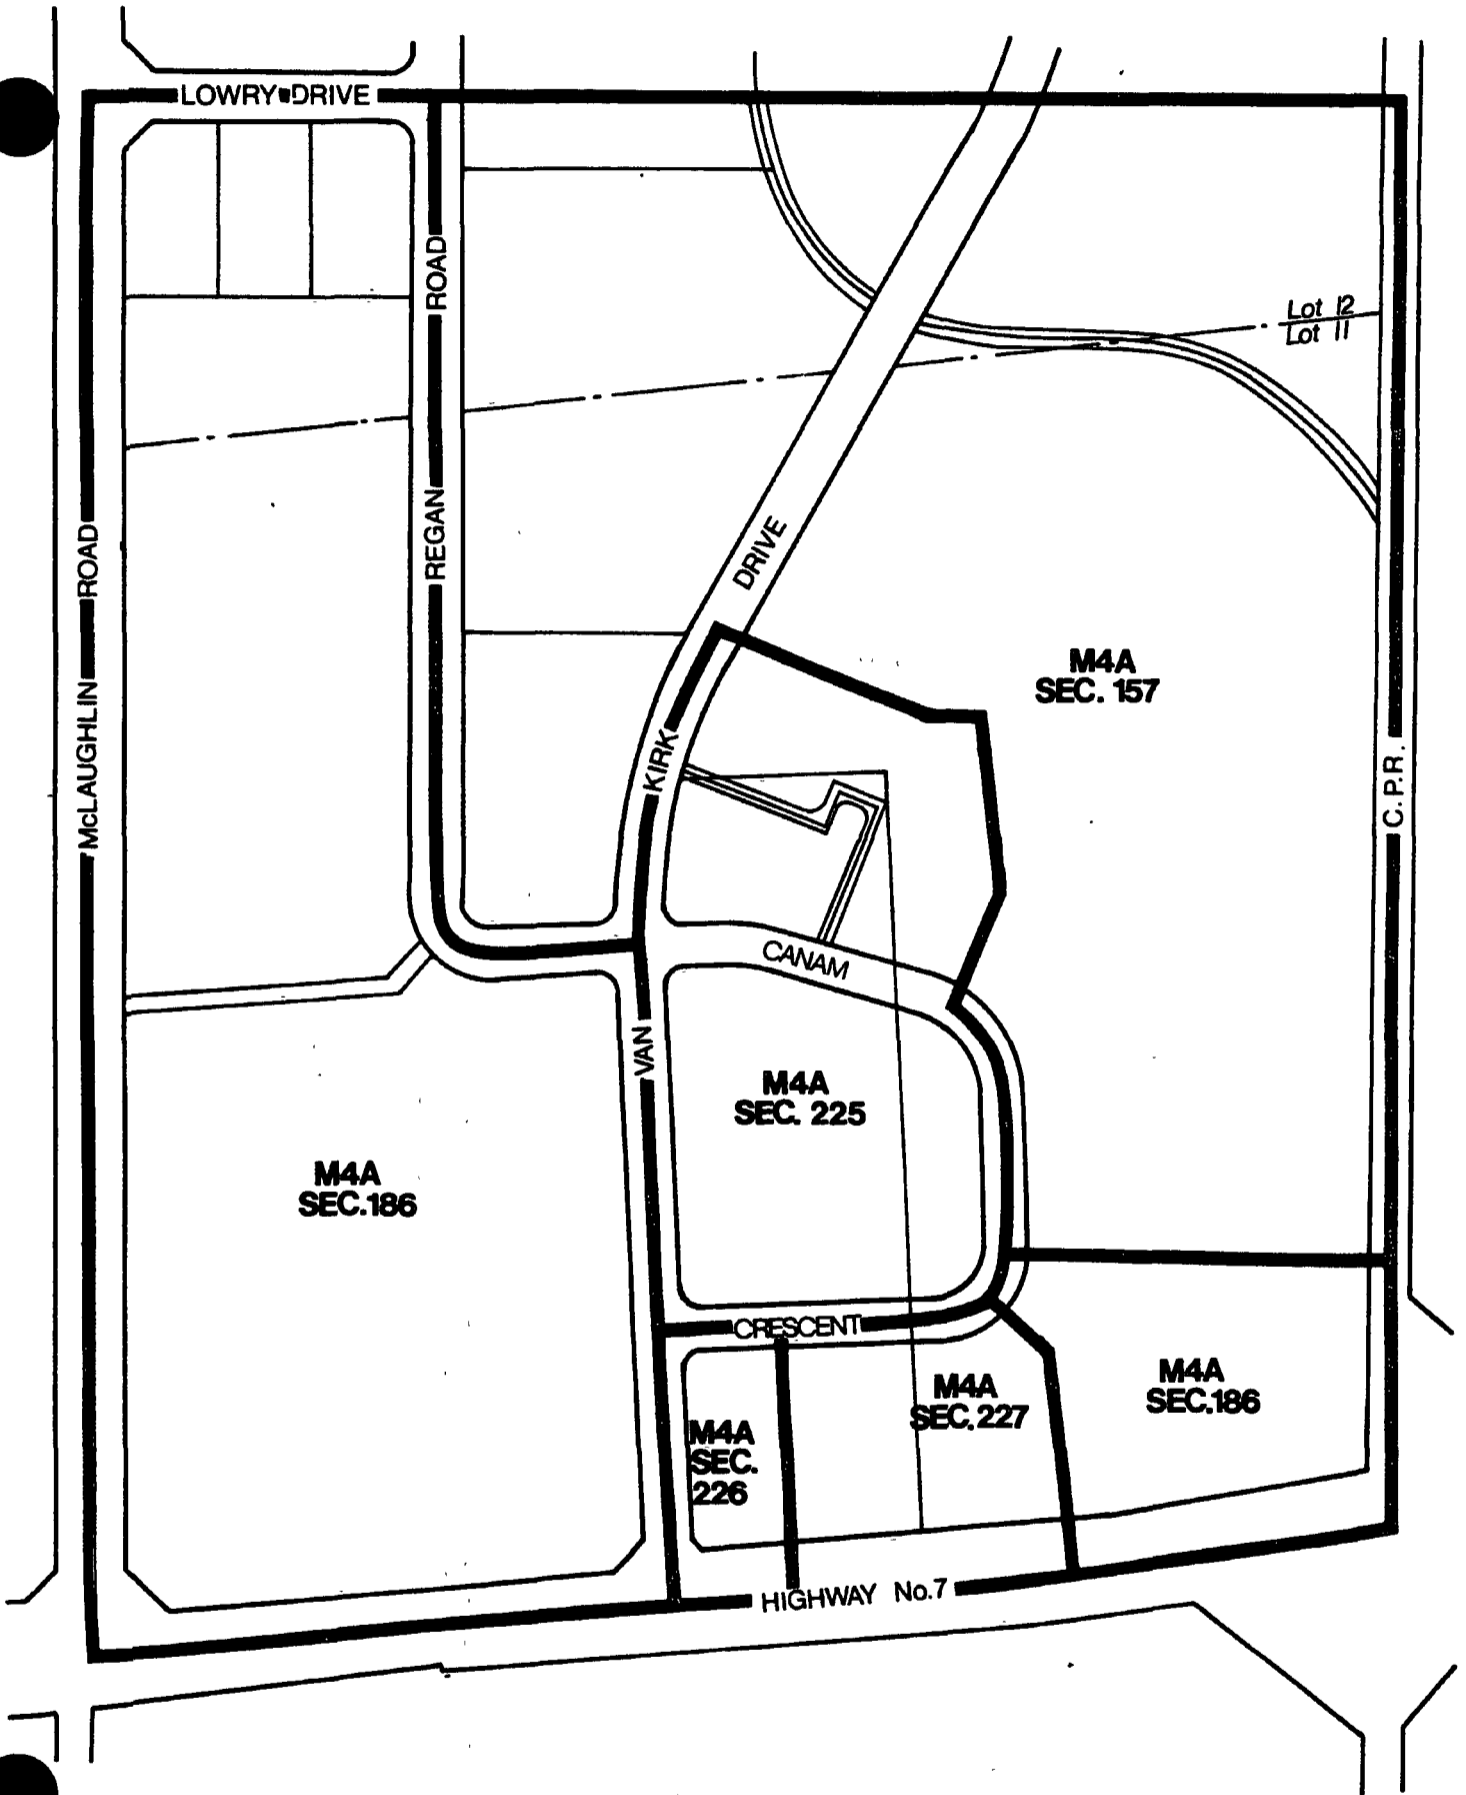 LOWRY DRIVE
ROAD
REGAN
Lot 12
Lot 11
McLAUGHLIN ROAD
DRIVE
KIRK
VAN
M4A
SEC. 157
C.P.R.
CANAM
M4A
SEC. 225
M4A
SEC.186
CRESCENT
M4A
SEC. 227
M4A
SEC.186
M4A
SEC.
226
HIGHWAY No.7